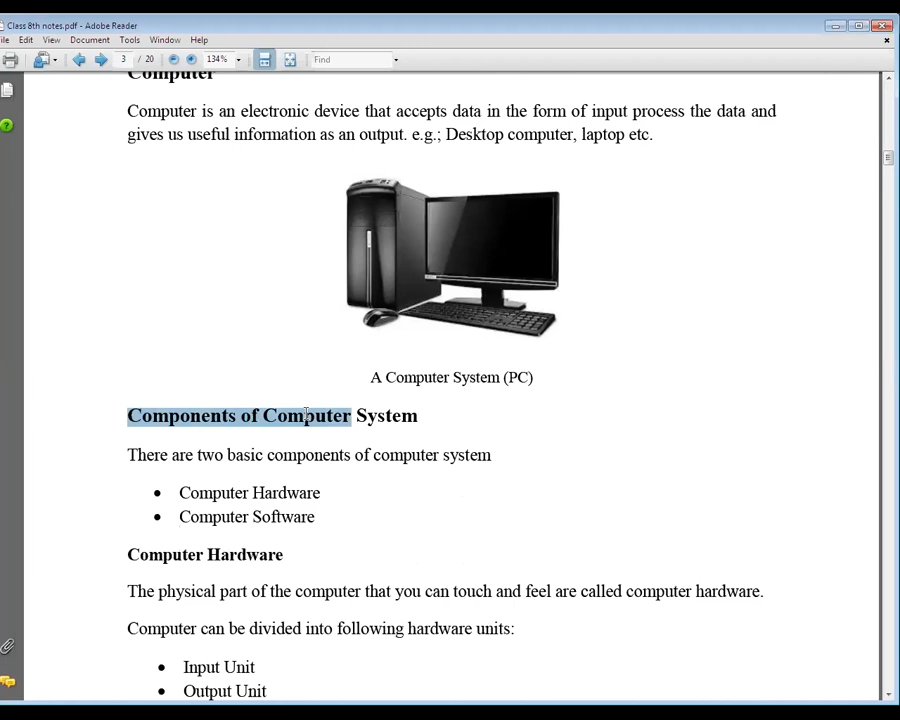 Class 8th notes.pdf - Adobe Reader
Edit View Document Tools Window Help
3 / 20 134% Find
Computer
Computer is an electronic device that accepts data in the form of input process the data and
gives us useful information as an output. e.g.; Desktop computer, laptop etc.
A Computer System (PC)
Components of Computer System
There are two basic components of computer system
• Computer Hardware
• Computer Software
Computer Hardware
The physical part of the computer that you can touch and feel are called computer hardware.
Computer can be divided into following hardware units:
• Input Unit
• Output Unit